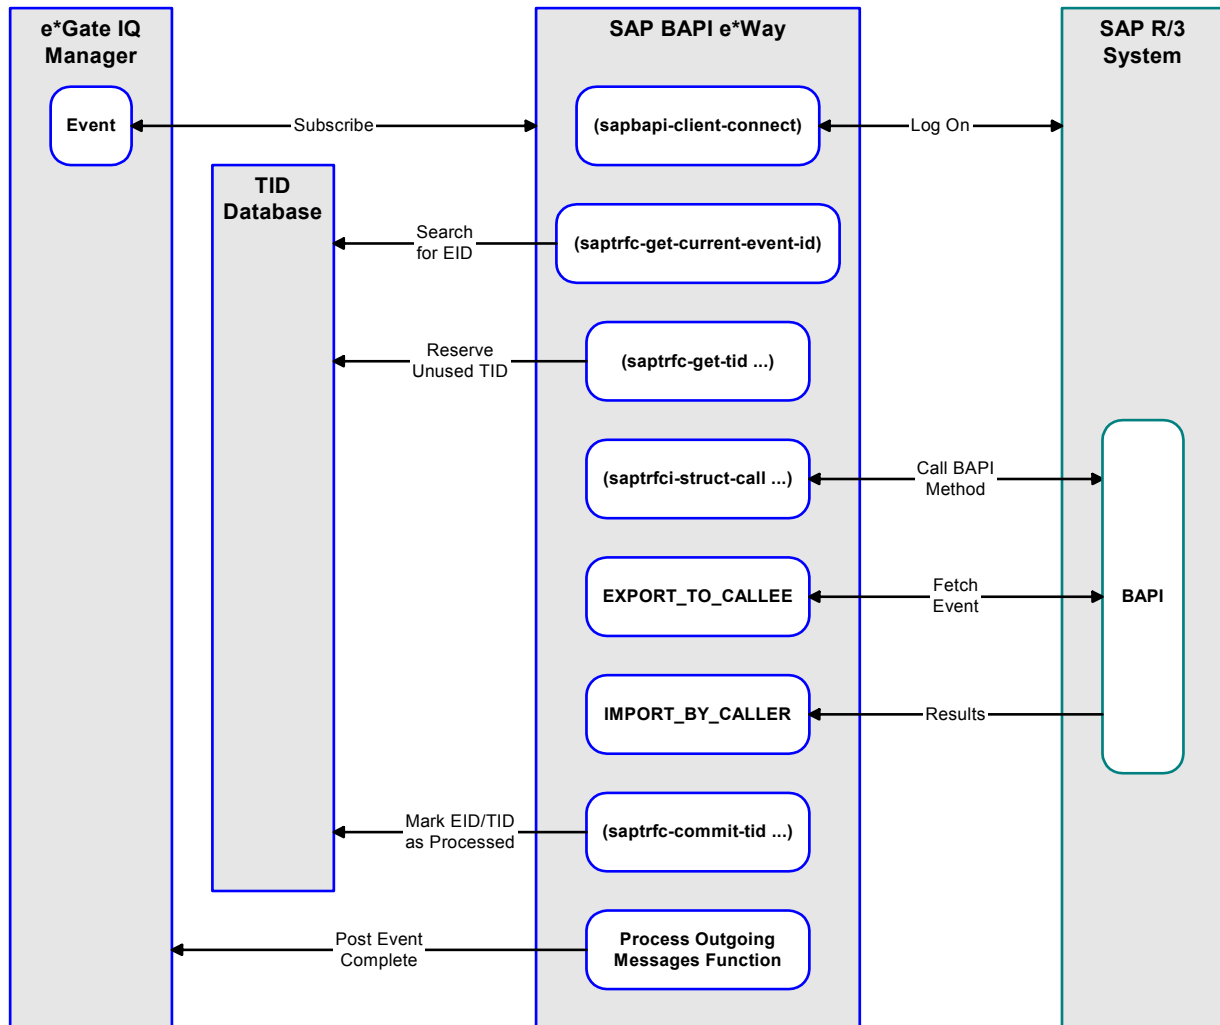 e*Gate IQ
Manager
SAP BAPI e*Way
SAP R/3
System
Event
Subscribe
(sapbapi-client-connect)
Log On
TID
Database
Search
for EID
(saptrfc-get-current-event-id)
Reserve
Unused TID
(saptrfc-get-tid ...)
(saptrfci-struct-call ...)
Call BAPI
Method
EXPORT_TO_CALLEE
Fetch
Event
BAPI
IMPORT_BY_CALLER
Results
Mark EID/TID
as Processed
(saptrfc-commit-tid ...)
Post Event
Complete
Process Outgoing
Messages Function